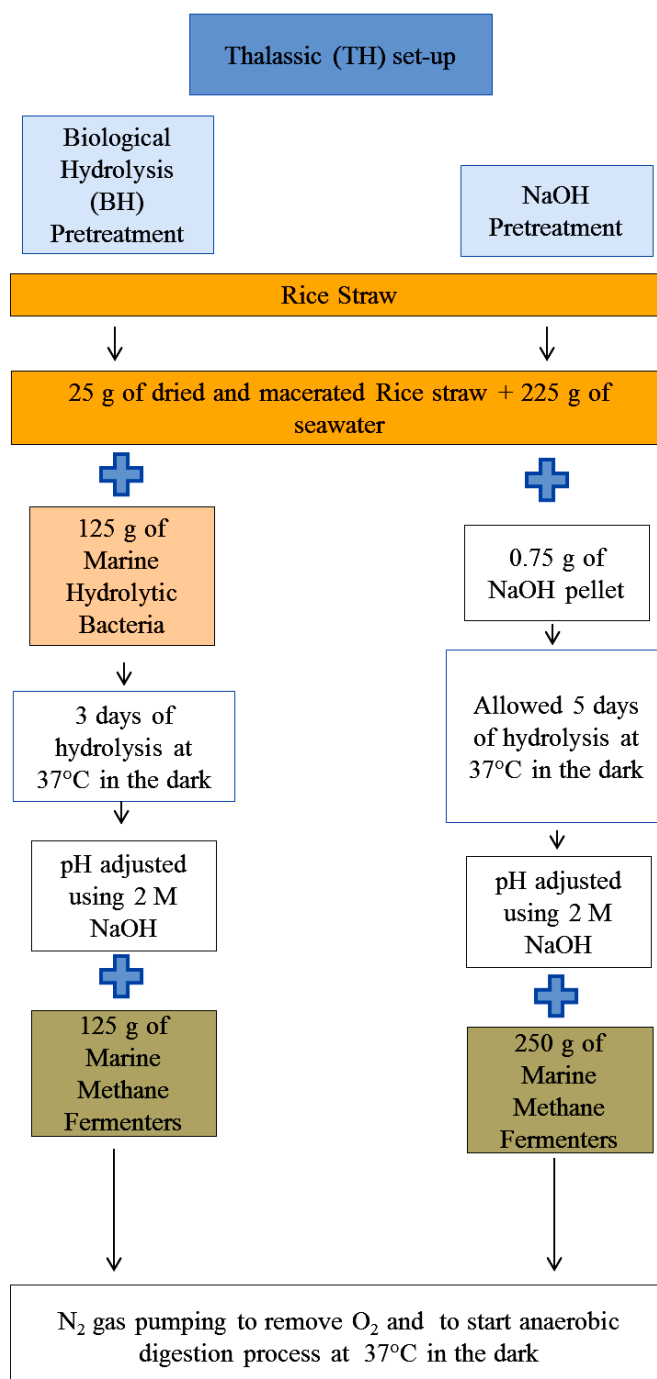 Thalassic (TH) set-up
Biological
Hydrolysis
(BH)
Pretreatment
NaOH
Pretreatment
Rice Straw
25 g of dried and macerated Rice straw + 225 g of
seawater
125 g of
Marine
Hydrolytic
Bacteria
0.75 g of
NaOH pellet
3 days of
hydrolysis at
37°C in the dark
Allowed 5 days
of hydrolysis at
37°C in the dark
pH adjusted
using 2 M
NaOH
pH adjusted
using 2 M
NaOH
125 g of
Marine
Methane
Fermenters
250 g of
Marine
Methane
Fermenters
N₂ gas pumping to remove O₂ and to start anaerobic
digestion process at 37°C in the dark